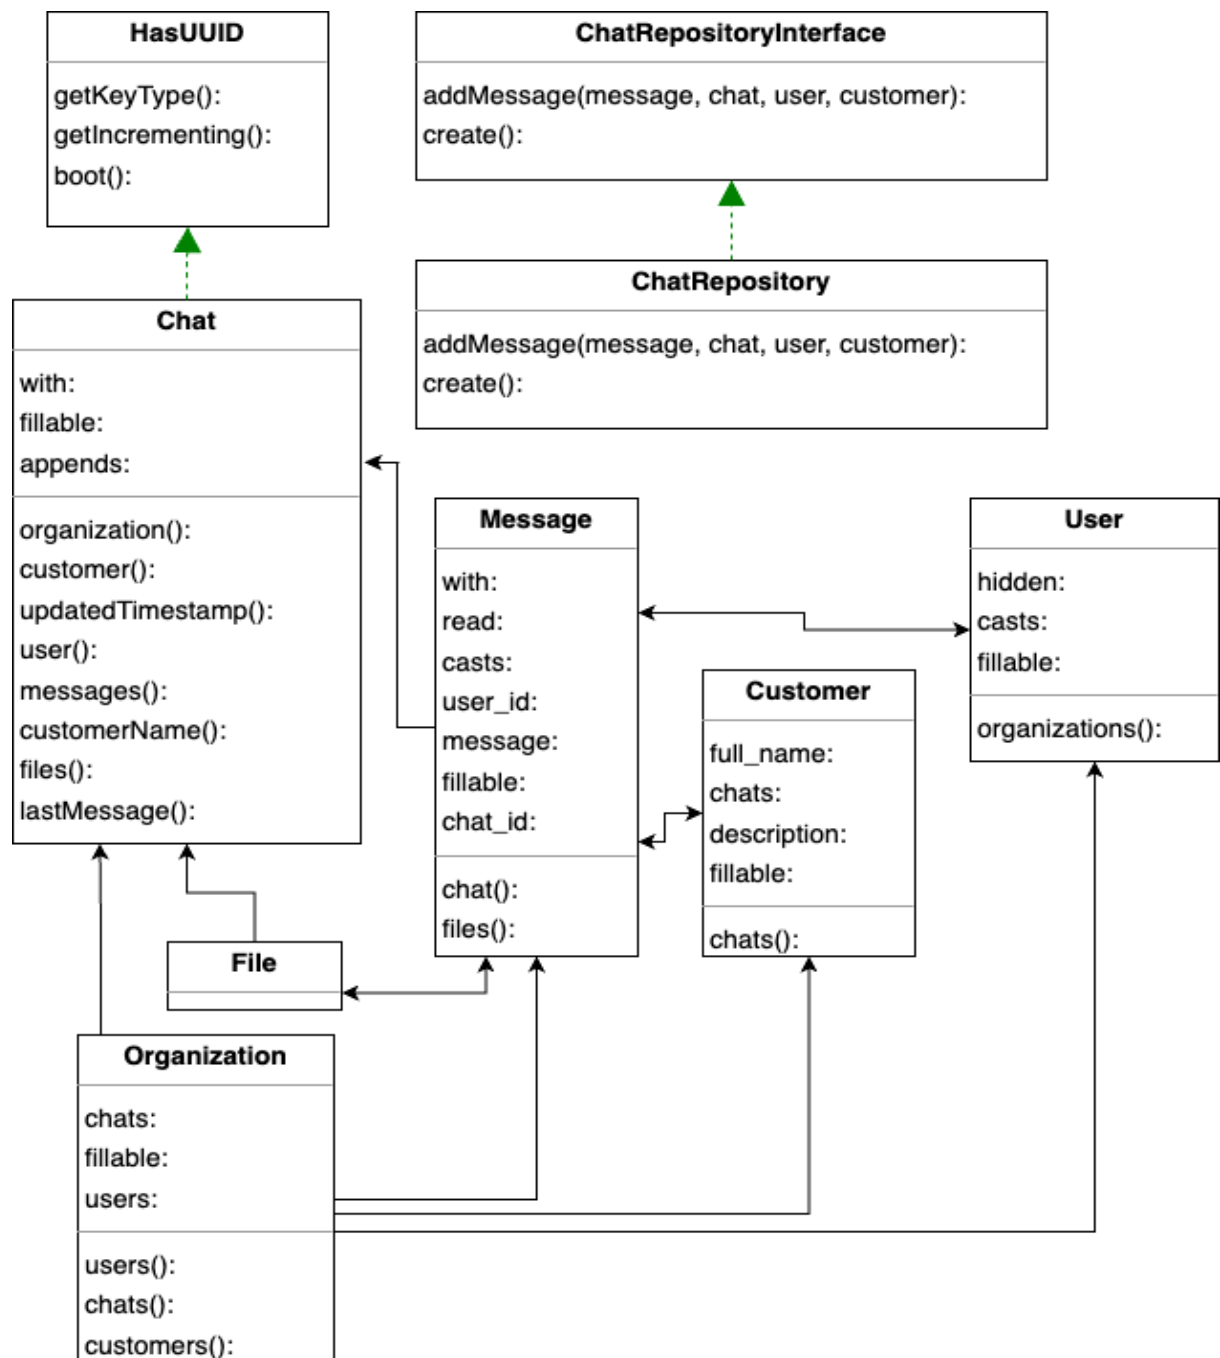 HasUUID
getKeyType():
getIncrementing():
boot():
ChatRepositoryInterface
addMessage(message, chat, user, customer):
create():
ChatRepository
addMessage(message, chat, user, customer):
create():
Chat
with:
fillable:
appends:
organization():
customer():
updatedTimestamp():
user():
messages():
customerName():
files():
lastMessage():
Message
with:
read:
casts:
user_id:
message:
fillable:
chat_id:
chat():
files():
User
hidden:
casts:
fillable:
organizations():
Customer
full_name:
chats:
description:
fillable:
chats():
File
Organization
chats:
fillable:
users:
users():
chats():
customers():